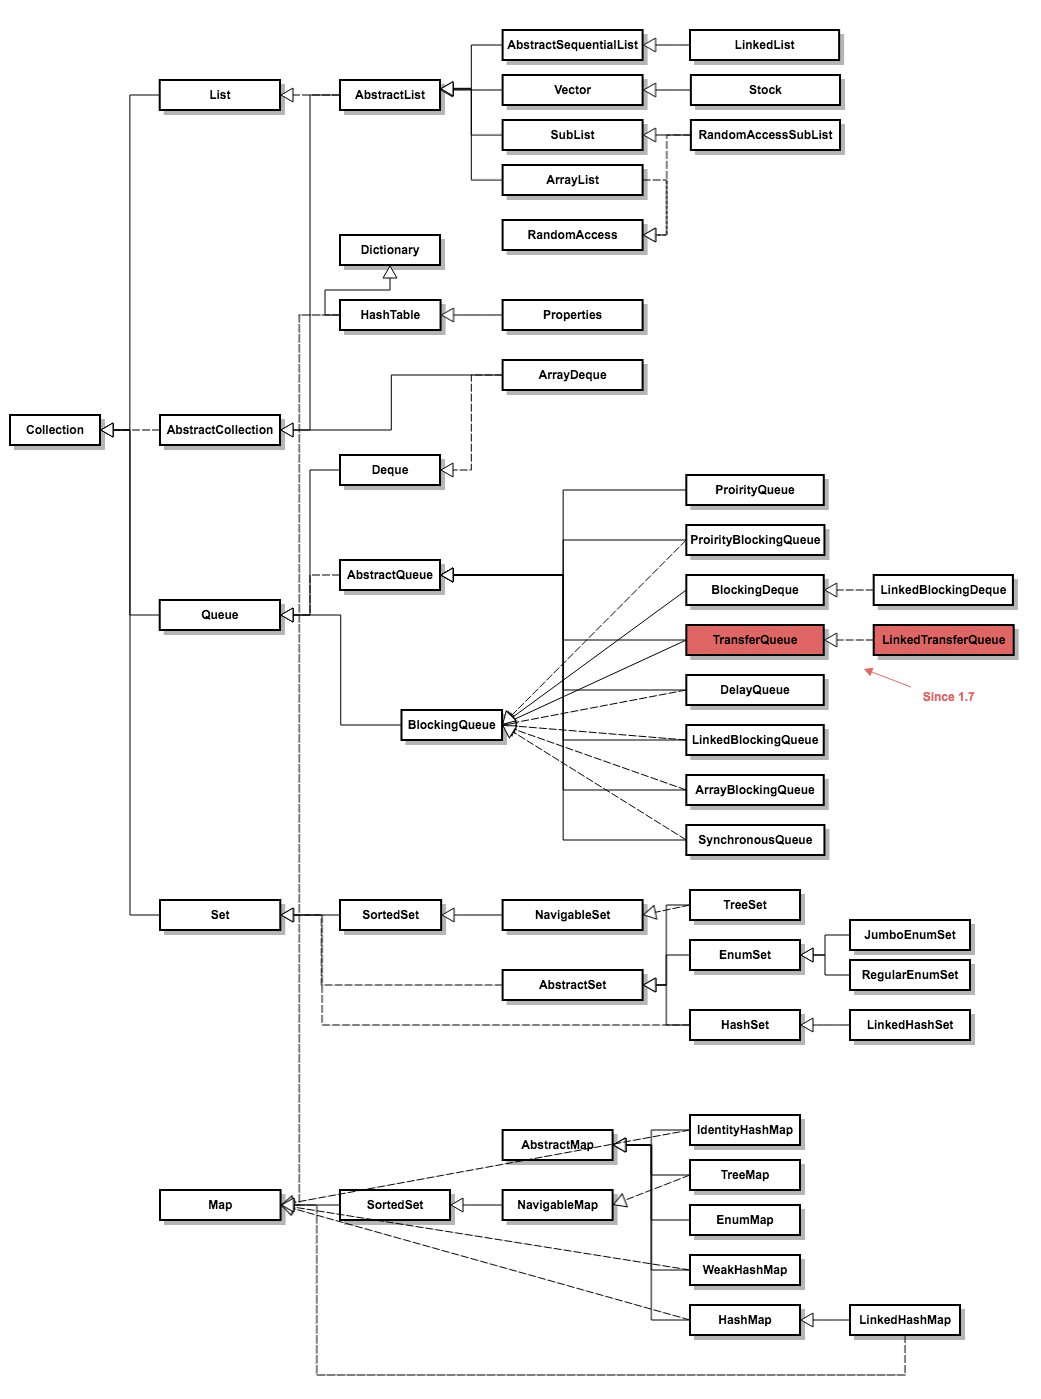 AbstractSequentialList
LinkedList
List
AbstractList
Vector
Stock
SubList
RandomAccessSubList
ArrayList
RandomAccess
Dictionary
HashTable
Properties
ArrayDeque
Collection
AbstractCollection
Deque
ProirityQueue
ProirityBlockingQueue
AbstractQueue
BlockingDeque
LinkedBlockingDeque
Queue
TransferQueue
LinkedTransferQueue
Since 1.7
DelayQueue
BlockingQueue
LinkedBlockingQueue
ArrayBlockingQueue
SynchronousQueue
Set
SortedSet
NavigableSet
TreeSet
JumboEnumSet
EnumSet
RegularEnumSet
AbstractSet
HashSet
LinkedHashSet
IdentityHashMap
AbstractMap
TreeMap
Map
SortedSet
NavigableMap
EnumMap
WeakHashMap
HashMap
LinkedHashMap